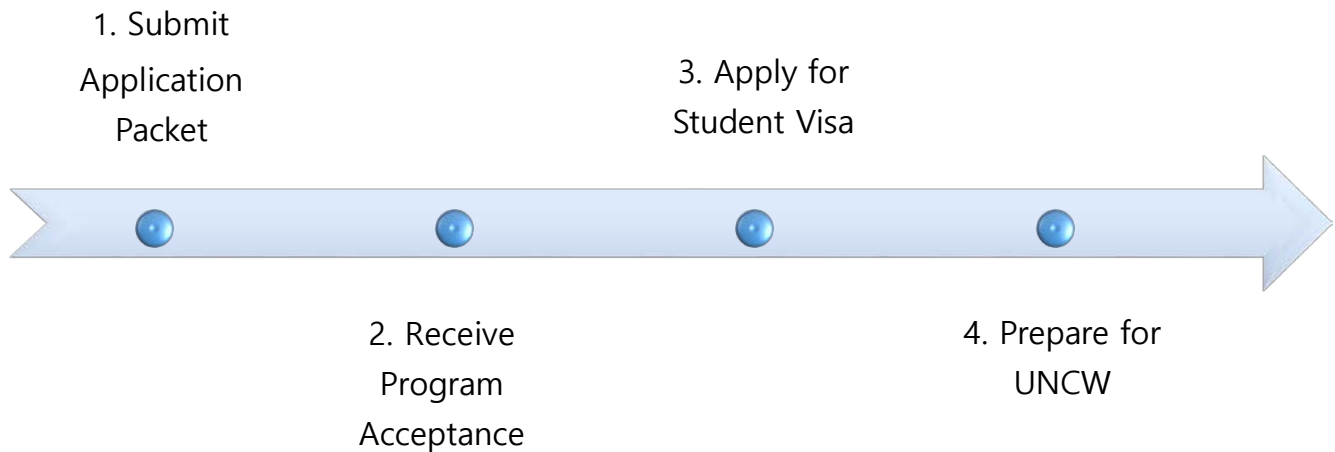 1. Submit
Application
Packet
2. Receive
Program
Acceptance
3. Apply for
Student Visa
4. Prepare for
UNCW